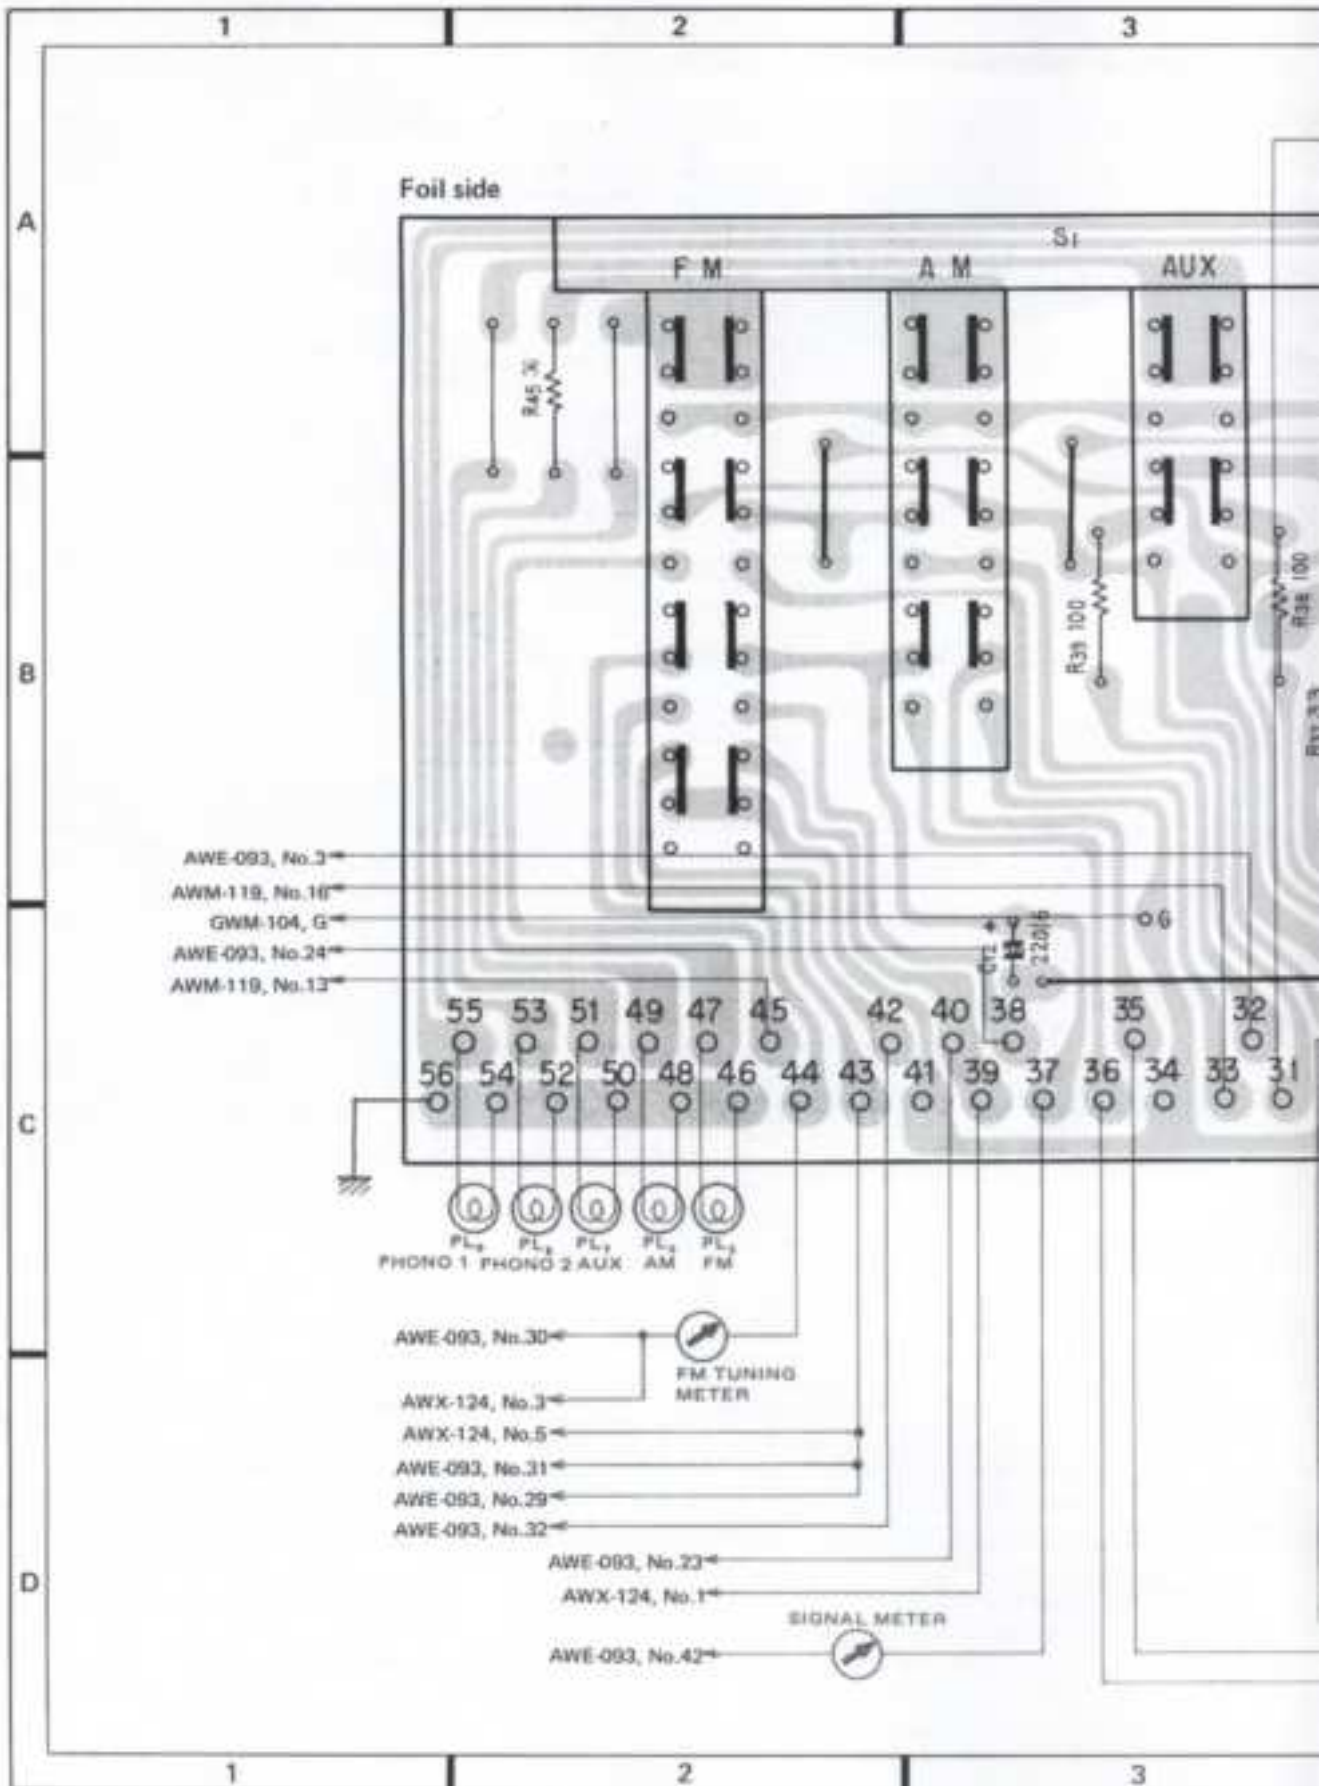 1 2 3
Foil side
A
S1
FM AM AUX
R45
R39 100
R38 100
B
AWE-093, No.3
AWM-119, No.16
GWM-104, G
G
AWE-093, No.24
AWM-119, No.13
+
220/6
55 53 51 49 47 45 42 40 38 35 32
56 54 52 50 48 46 44 43 41 39 37 36 34 33 31
C
PHONO 1 PHONO 2 AUX AM FM
AWE-093, No.30
FM TUNING
METER
AWX-124, No.3
AWX-124, No.5
AWE-093, No.31
AWE-093, No.29
AWE-093, No.32
AWE-093, No.23
D
AWX-124, No.1
SIGNAL METER
AWE-093, No.42
1 2 3